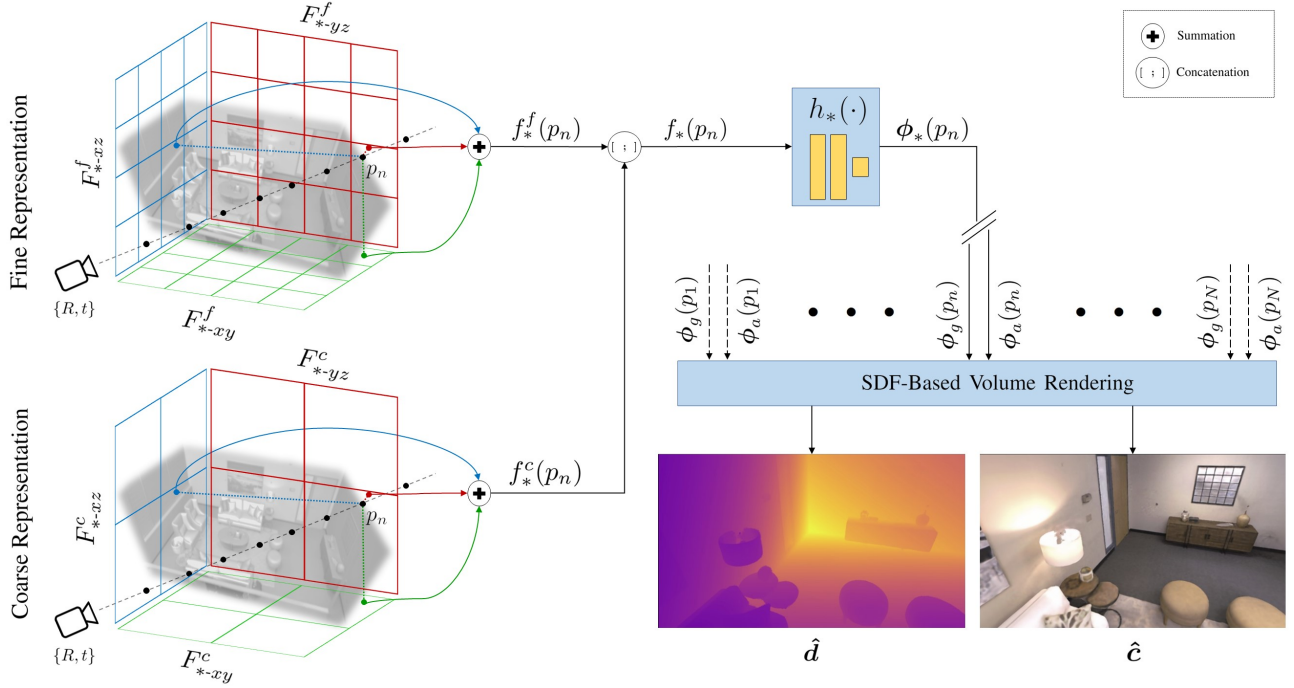 Fine Representation
F^f_{*-yz}
F^f_{*-xz}
F^f_{*-xy}
p_n
{R, t}
f^f_*(p_n)
[ ; ]
f_*(p_n)
h_*(·)
ϕ_*(p_n)
Summation
[ ; ] Concatenation
Coarse Representation
F^c_{*-yz}
F^c_{*-xz}
F^c_{*-xy}
p_n
{R, t}
f^c_*(p_n)
ϕ_g(p_1)
ϕ_a(p_1)
ϕ_g(p_n)
ϕ_a(p_n)
ϕ_g(p_N)
ϕ_a(p_N)
SDF-Based Volume Rendering
d̂
ĉ